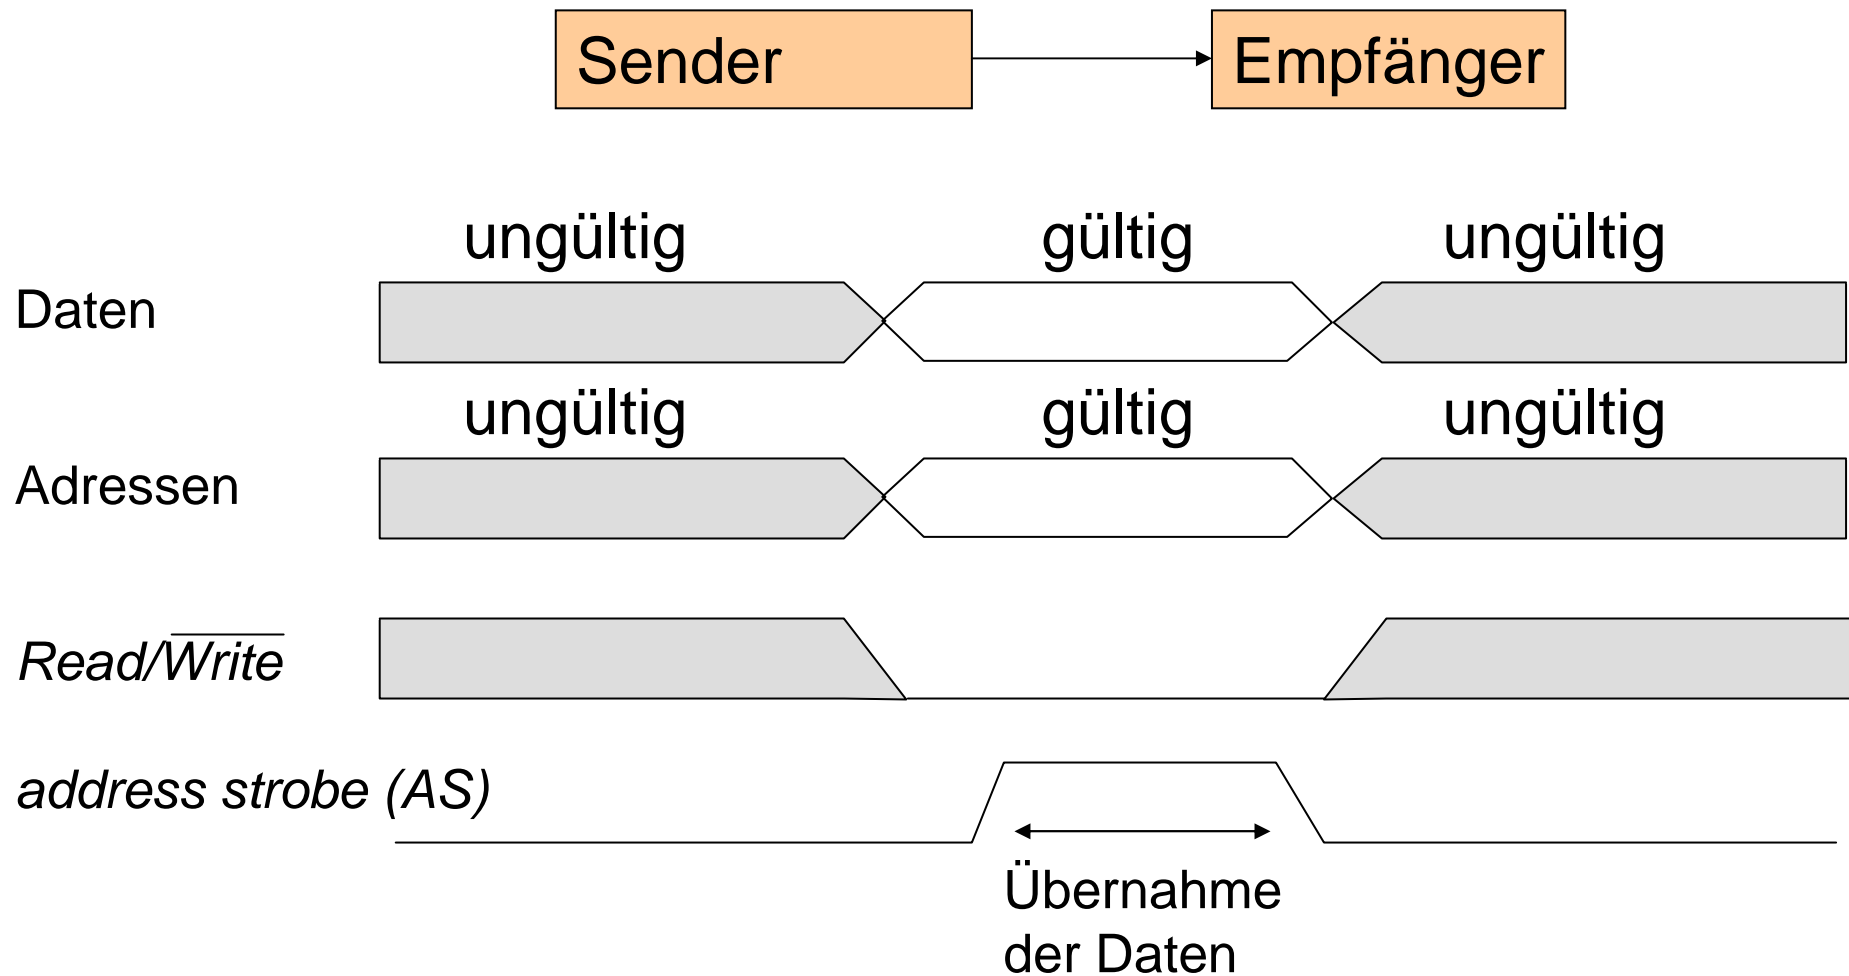 Sender Empfänger
ungültig gültig ungültig
Daten
ungültig gültig ungültig
Adressen
Read/Write
address strobe (AS)
Übernahme
der Daten